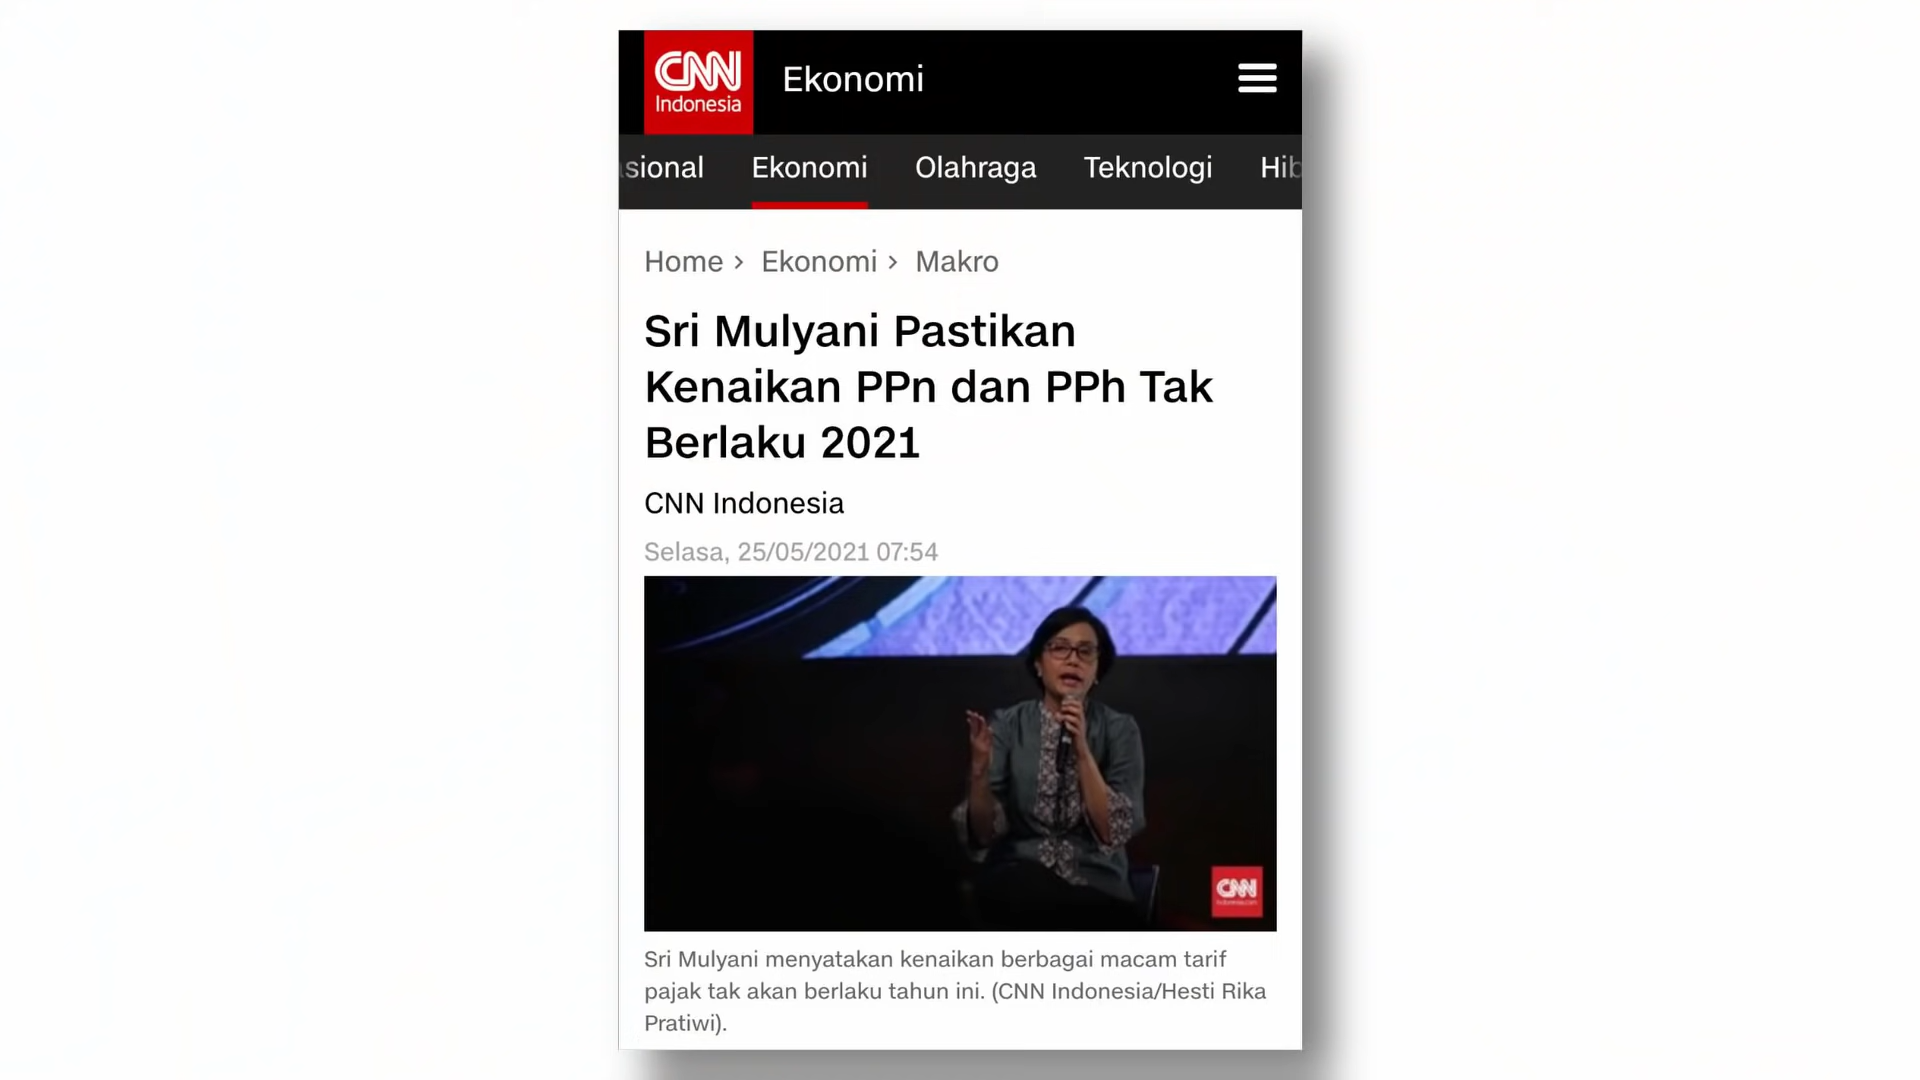 CNN
Indonesia
Ekonomi
sional Ekonomi Olahraga Teknologi Hib
Home › Ekonomi › Makro
Sri Mulyani Pastikan
Kenaikan PPn dan PPh Tak
Berlaku 2021
CNN Indonesia
Selasa, 25/05/2021 07:54
CNN
Sri Mulyani menyatakan kenaikan berbagai macam tarif
pajak tak akan berlaku tahun ini. (CNN Indonesia/Hesti Rika
Pratiwi).